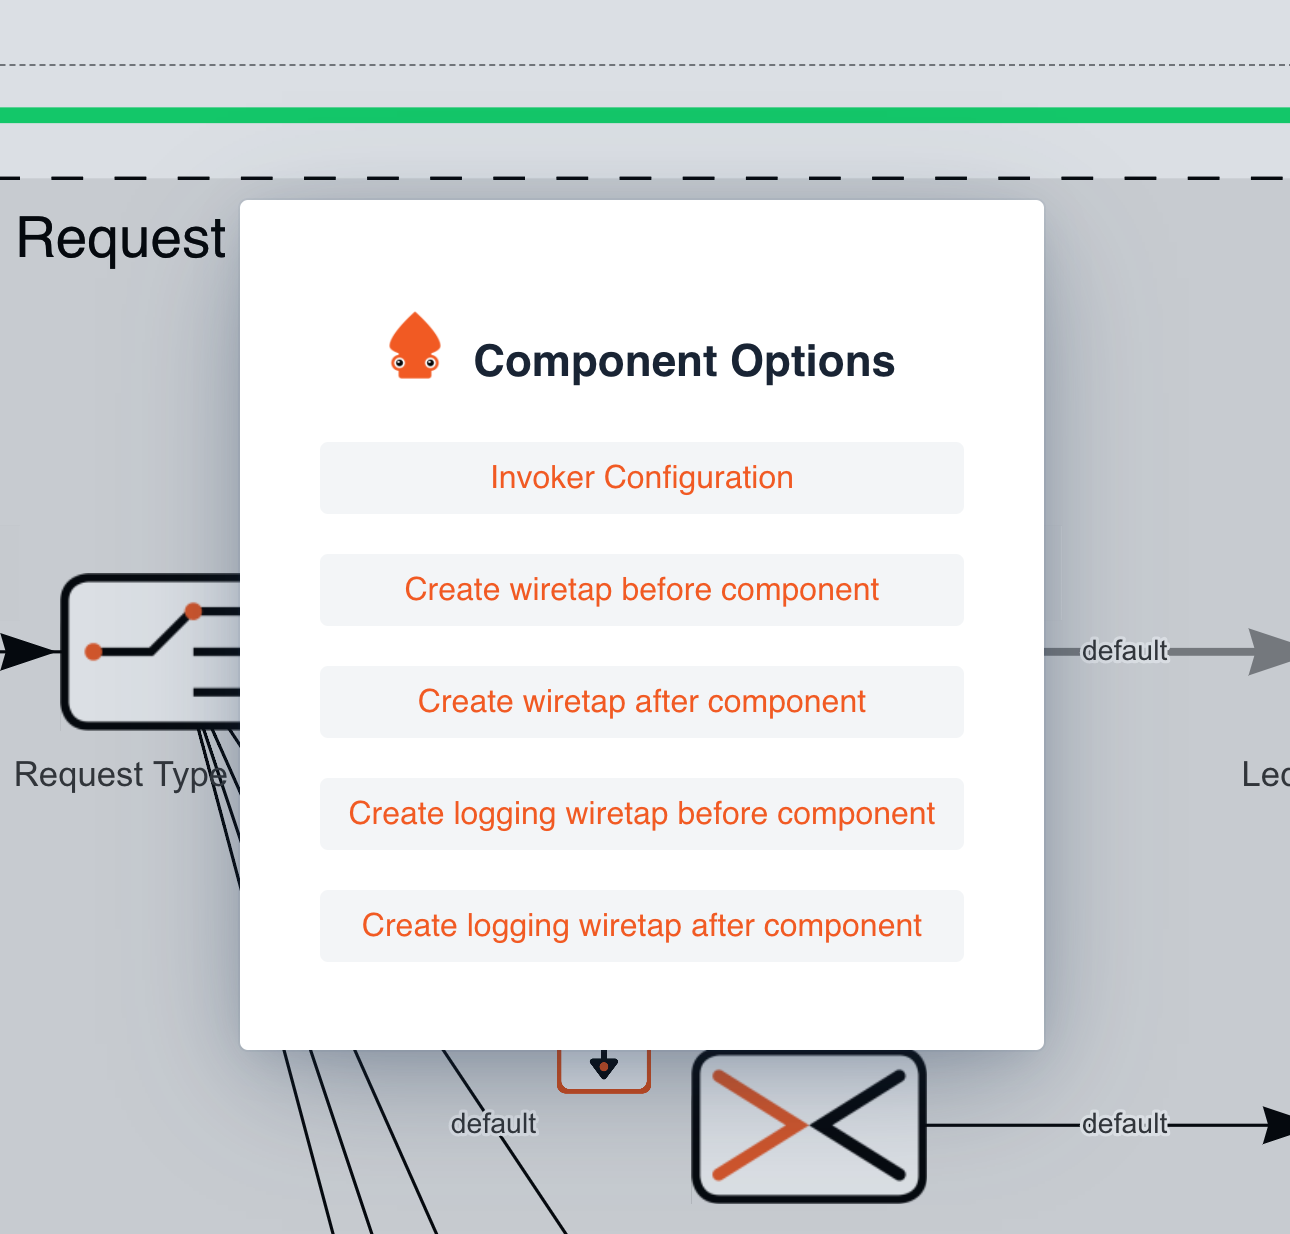 Request
Component Options
Invoker Configuration
Create wiretap before component
default
Create wiretap after component
Request Type
Create logging wiretap before component
Create logging wiretap after component
default
default